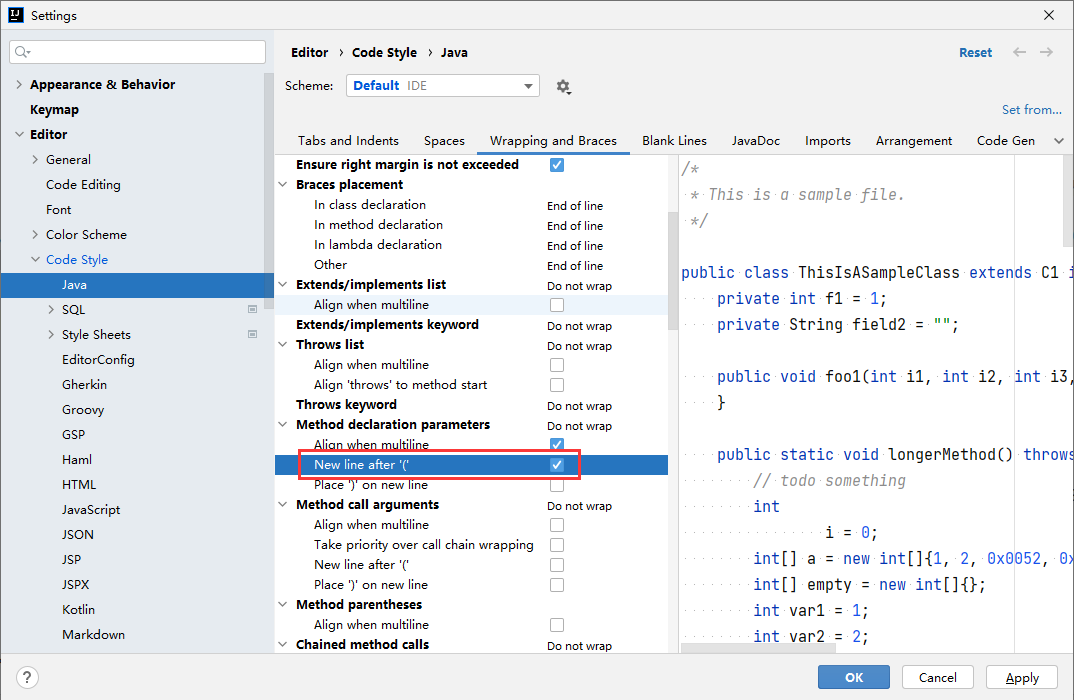 IJ
Settings
Appearance & Behavior
Keymap
Editor
General
Code Editing
Font
Color Scheme
Code Style
Java
SQL
Style Sheets
EditorConfig
Gherkin
Groovy
GSP
Haml
HTML
JavaScript
JSON
JSP
JSPX
Kotlin
Markdown
Editor › Code Style › Java
Reset
Scheme: Default IDE
Set from...
Tabs and Indents Spaces Wrapping and Braces Blank Lines JavaDoc Imports Arrangement Code Gen
Ensure right margin is not exceeded
Braces placement
In class declaration End of line
In method declaration End of line
In lambda declaration End of line
Other End of line
Extends/implements list Do not wrap
Align when multiline
Extends/implements keyword Do not wrap
Throws list Do not wrap
Align when multiline
Align 'throws' to method start
Throws keyword Do not wrap
Method declaration parameters Do not wrap
Align when multiline
New line after '('
Place ')' on new line
Method call arguments Do not wrap
Align when multiline
Take priority over call chain wrapping
New line after '('
Place ')' on new line
Method parentheses
Align when multiline
Chained method calls Do not wrap
/*
* This is a sample file.
*/
public class ThisIsASampleClass extends C1 i
private int f1 = 1;
private String field2 = "";
public void foo1(int i1, int i2, int i3,
}
public static void longerMethod() throws
// todo something
int
i = 0;
int[] a = new int[]{1, 2, 0x0052, 0x
int[] empty = new int[]{};
int var1 = 1;
int var2 = 2;
?
OK Cancel Apply